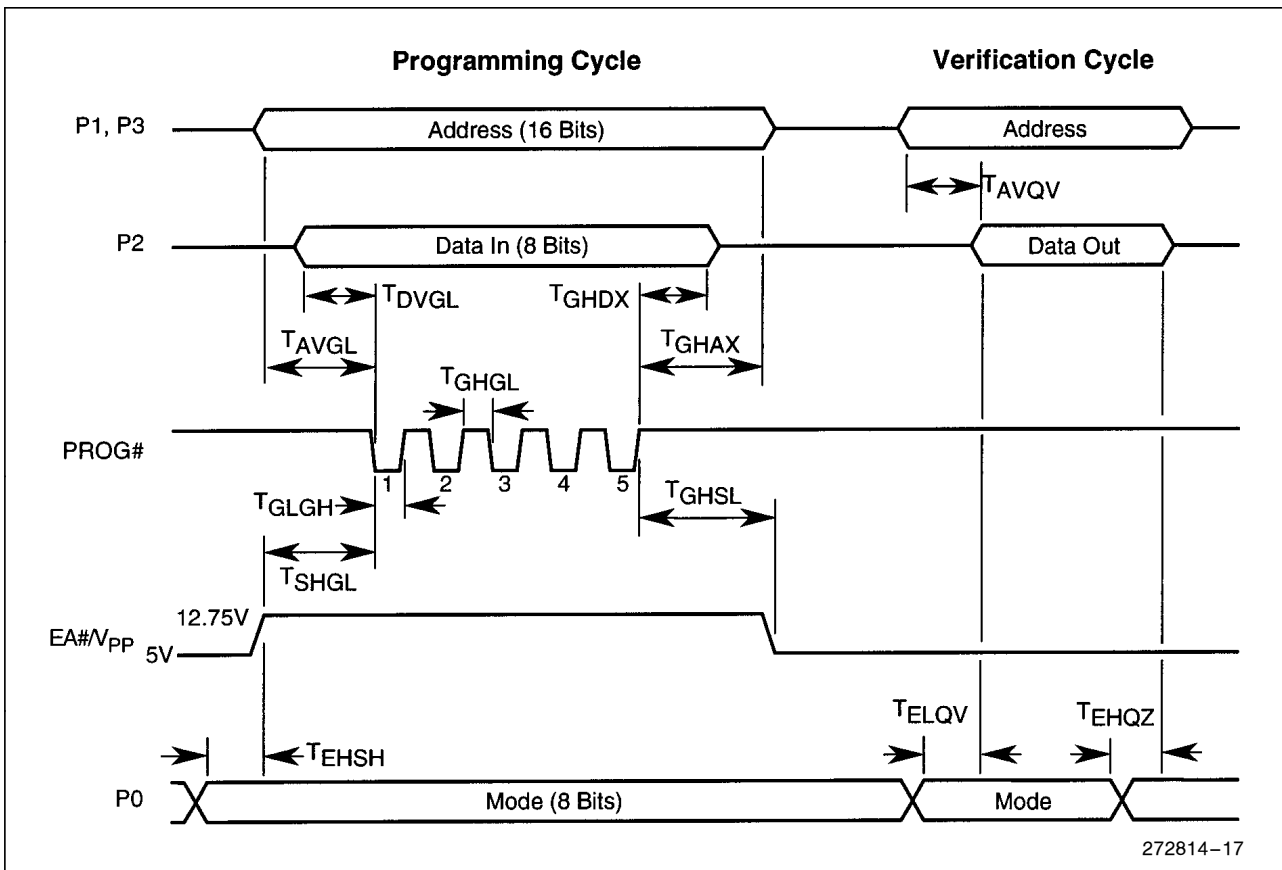 Programming Cycle
Verification Cycle
P1, P3
Address (16 Bits)
Address
TAVQV
P2
Data In (8 Bits)
Data Out
TDVGL
TGHDX
TAVGL
TGHAX
TGHGL
PROG#
1 2 3 4 5
TGLGH
TGHSL
TSHGL
12.75V
EA#/VPP
5V
TELQV
TEHQZ
TEHSH
P0
Mode (8 Bits)
Mode
272814–17